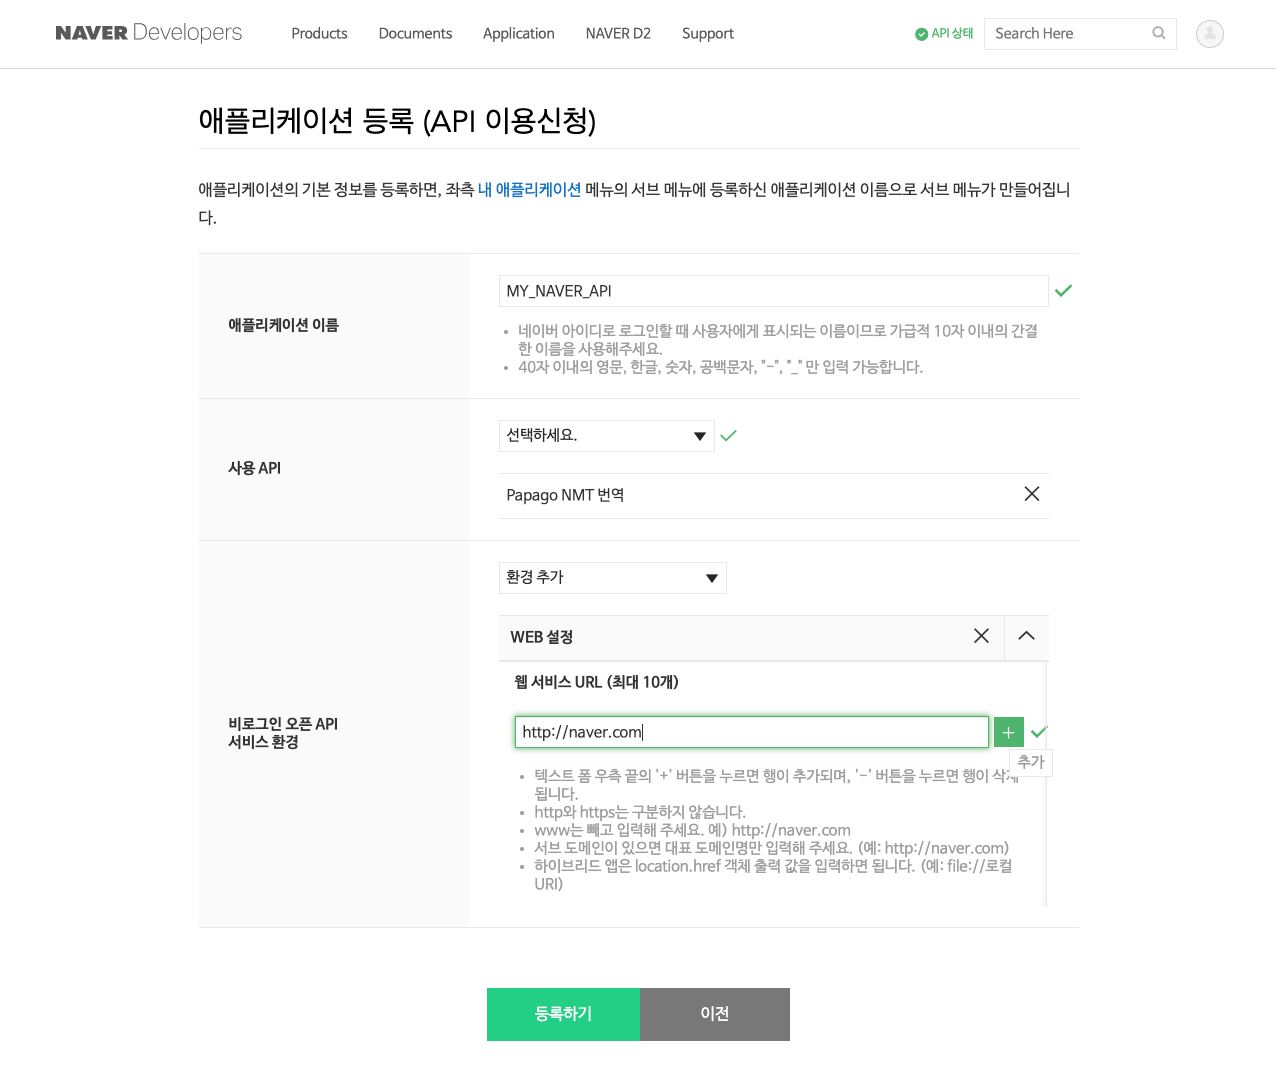 NAVER Developers
Products Documents Application NAVER D2 Support
API 상태
Search Here
애플리케이션 등록 (API 이용신청)
애플리케이션의 기본 정보를 등록하면, 좌측 내 애플리케이션 메뉴의 서브 메뉴에 등록하신 애플리케이션 이름으로 서브 메뉴가 만들어집니
다.
애플리케이션 이름
MY_NAVER_API
• 네이버 아이디로 로그인할 때 사용자에게 표시되는 이름이므로 가급적 10자 이내의 간결
한 이름을 사용해주세요.
• 40자 이내의 영문, 한글, 숫자, 공백문자, "-", "_" 만 입력 가능합니다.
사용 API
선택하세요.
Papago NMT 번역
비로그인 오픈 API
서비스 환경
환경 추가
WEB 설정
웹 서비스 URL (최대 10개)
http://naver.com
+
추가
• 텍스트 폼 우측 끝의 '+' 버튼을 누르면 행이 추가되며, '-' 버튼을 누르면 행이 삭제
됩니다.
• http와 https는 구분하지 않습니다.
• www는 빼고 입력해 주세요. 예) http://naver.com
• 서브 도메인이 있으면 대표 도메인명만 입력해 주세요. (예: http://naver.com)
• 하이브리드 앱은 location.href 객체 출력 값을 입력하면 됩니다. (예: file://로컬
URI)
등록하기
이전